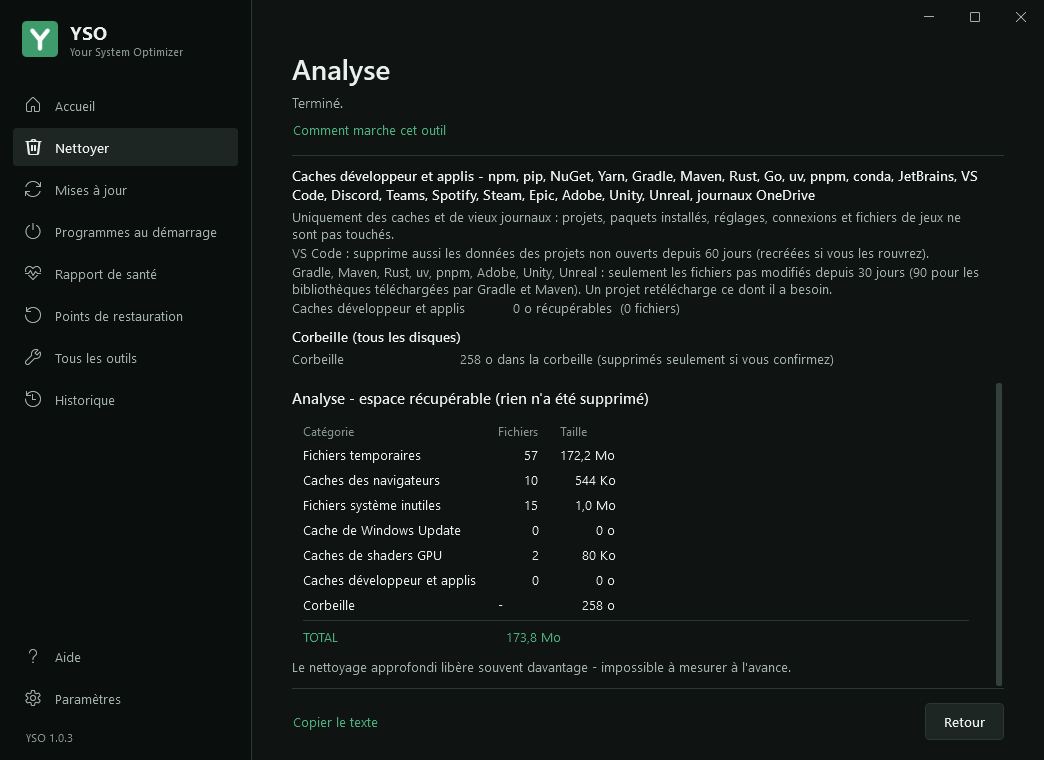 YSO
Your System Optimizer
Accueil
Nettoyer
Mises à jour
Programmes au démarrage
Rapport de santé
Points de restauration
Tous les outils
Historique
? Aide
Paramètres
YSO 1.0.3
Analyse
Terminé.
Comment marche cet outil
Caches développeur et applis - npm, pip, NuGet, Yarn, Gradle, Maven, Rust, Go, uv, pnpm, conda, JetBrains, VS
Code, Discord, Teams, Spotify, Steam, Epic, Adobe, Unity, Unreal, journaux OneDrive
Uniquement des caches et de vieux journaux : projets, paquets installés, réglages, connexions et fichiers de jeux ne
sont pas touchés.
VS Code : supprime aussi les données des projets non ouverts depuis 60 jours (recréées si vous les rouvrez).
Gradle, Maven, Rust, uv, pnpm, Adobe, Unity, Unreal : seulement les fichiers pas modifiés depuis 30 jours (90 pour les
bibliothèques téléchargées par Gradle et Maven). Un projet retélécharge ce dont il a besoin.
Caches développeur et applis 0 o récupérables (0 fichiers)
Corbeille (tous les disques)
Corbeille 258 o dans la corbeille (supprimés seulement si vous confirmez)
Analyse - espace récupérable (rien n'a été supprimé)
Catégorie Fichiers Taille
Fichiers temporaires 57 172,2 Mo
Caches des navigateurs 10 544 Ko
Fichiers système inutiles 15 1,0 Mo
Cache de Windows Update 0 0 o
Caches de shaders GPU 2 80 Ko
Caches développeur et applis 0 0 o
Corbeille - 258 o
TOTAL 173,8 Mo
Le nettoyage approfondi libère souvent davantage - impossible à mesurer à l'avance.
Copier le texte
Retour